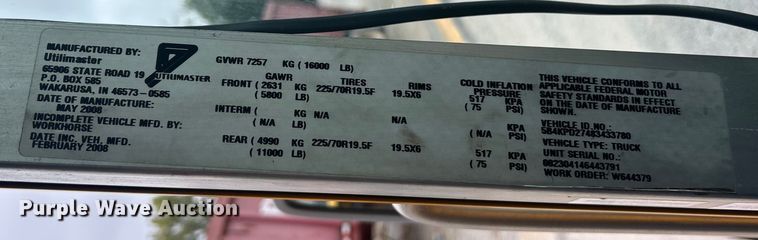 MANUFACTURED BY:
Utilimaster
65906 STATE ROAD 19
P.O. BOX 585
WAKARUSA, IN 46573-0585
DATE OF MANUFACTURE:
MAY 2008
INCOMPLETE VEHICLE MFD. BY:
WORKHORSE
DATE INC. VEH. MFD.
FEBRUARY 2008
UTILIMASTER
GVWR 7257 KG (16000 LB)
GAWR TIRES RIMS COLD INFLATION PRESSURE
FRONT (2631 KG 225/70R19.5F 19.5X6 517 KPA
(5800 LB) (75 PSI)
INTERM ( KG N/A KPA
(N/A LB) N/A (N/A PSI)
REAR (4990 KG 225/70R19.5F 19.5X6 517 KPA
(11000 LB) (75 PSI)
THIS VEHICLE CONFORMS TO ALL
APPLICABLE FEDERAL MOTOR
SAFETY STANDARDS IN EFFECT
ON THE DATE OF MANUFACTURE
SHOWN.
VEHICLE ID NO.:
5B4KPD27483433780
VEHICLE TYPE: TRUCK
UNIT SERIAL NO.:
082304146443791
WORK ORDER: W644379
Purple Wave Auction